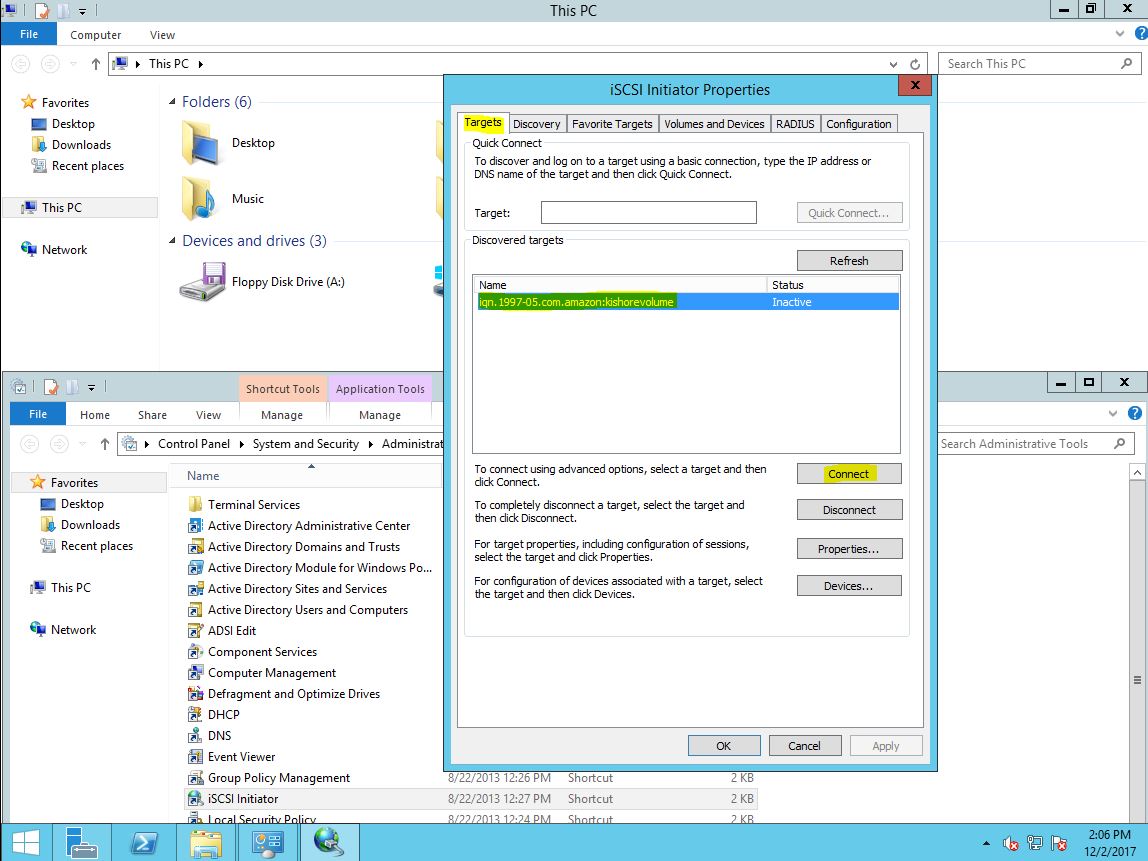 This PC
File
Computer
View
This PC
Search This PC
Favorites
Desktop
Downloads
Recent places
This PC
Network
Folders (6)
Desktop
Music
Devices and drives (3)
Floppy Disk Drive (A:)
iSCSI Initiator Properties
Targets
Discovery
Favorite Targets
Volumes and Devices
RADIUS
Configuration
Quick Connect
To discover and log on to a target using a basic connection, type the IP address or
DNS name of the target and then click Quick Connect.
Target:
Quick Connect...
Discovered targets
Refresh
Name
Status
iqn.1997-05.com.amazon:kishorevolume
Inactive
To connect using advanced options, select a target and then
click Connect.
Connect
To completely disconnect a target, select the target and
then click Disconnect.
Disconnect
For target properties, including configuration of sessions,
select the target and click Properties.
Properties...
For configuration of devices associated with a target, select
the target and then click Devices.
Devices...
OK
Cancel
Apply
Shortcut Tools
Application Tools
File
Home
Share
View
Manage
Manage
Control Panel
System and Security
Administrat
Search Administrative Tools
Favorites
Desktop
Downloads
Recent places
This PC
Network
Name
Terminal Services
Active Directory Administrative Center
Active Directory Domains and Trusts
Active Directory Module for Windows Po...
Active Directory Sites and Services
Active Directory Users and Computers
ADSI Edit
Component Services
Computer Management
Defragment and Optimize Drives
DHCP
DNS
Event Viewer
Group Policy Management 8/22/2013 12:26 PM Shortcut 2 KB
iSCSI Initiator 8/22/2013 12:27 PM Shortcut 2 KB
Local Security Policy 8/22/2013 12:24 PM Shortcut 2 KB
2:06 PM
12/2/2017